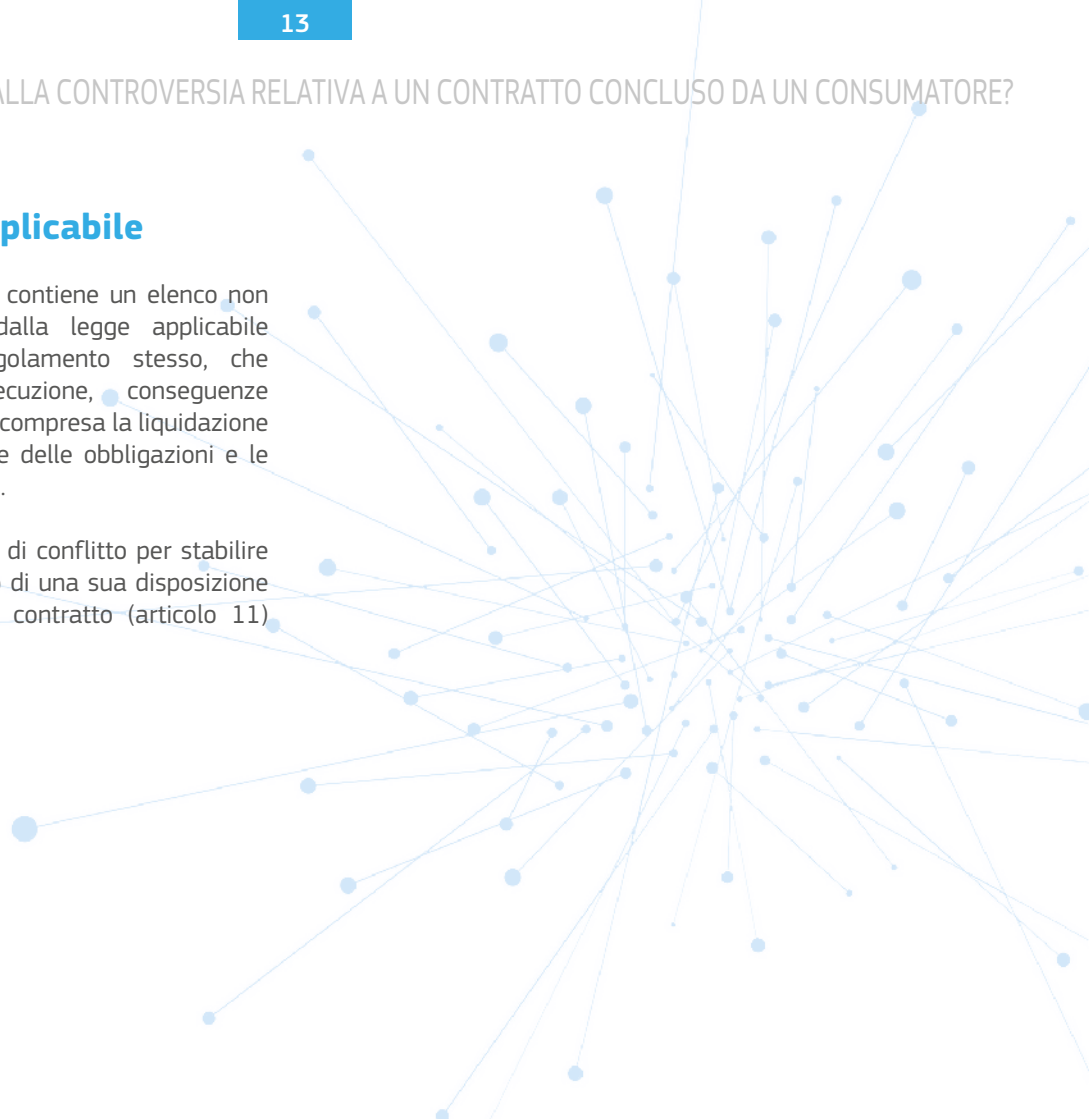 13
ALLA CONTROVERSIA RELATIVA A UN CONTRATTO CONCLUSO DA UN CONSUMATORE?
plicabile
contiene un elenco non
dalla legge applicabile
golamento stesso, che
ecuzione, conseguenze
compresa la liquidazione
e delle obbligazioni e le
.
di conflitto per stabilire
o di una sua disposizione
contratto (articolo 11)